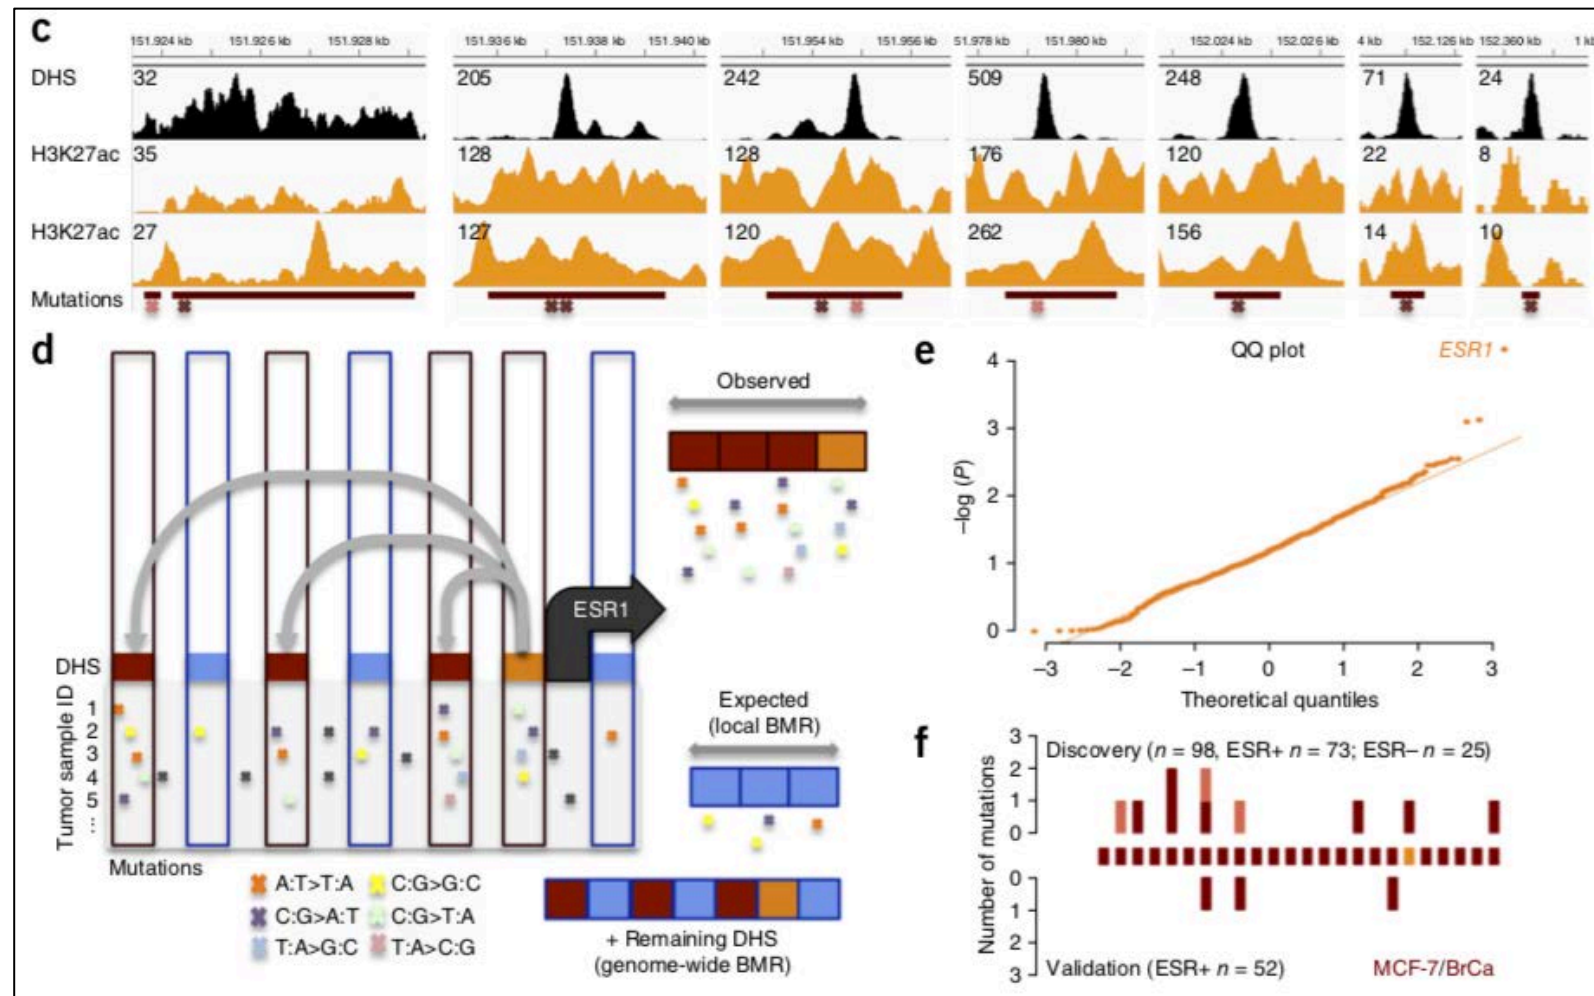 c
151.924 kb 151.926 kb 151.928 kb 151.936 kb 151.938 kb 151.940 kb 151.954 kb 151.956 kb 51.978 kb 151.980 kb 152.024 kb 152.026 kb 4 kb 152.126 kb 152.360 kb 1 kb
DHS 32 205 242 509 248 71 24
H3K27ac 35 128 128 176 120 22 8
H3K27ac 27 127 120 262 156 14 10
Mutations
d
Observed
ESR1
DHS
Tumor sample ID
1
2
3
4
5
...
Mutations
A:T>T:A C:G>G:C
C:G>A:T C:G>T:A
T:A>G:C T:A>C:G
Expected
(local BMR)
+ Remaining DHS
(genome-wide BMR)
e
QQ plot
ESR1
–log (P)
4
3
2
1
0
–3 –2 –1 0 1 2 3
Theoretical quantiles
f
Number of mutations
3
2
1
0
0
1
2
3
Discovery (n = 98, ESR+ n = 73; ESR– n = 25)
Validation (ESR+ n = 52)
MCF-7/BrCa